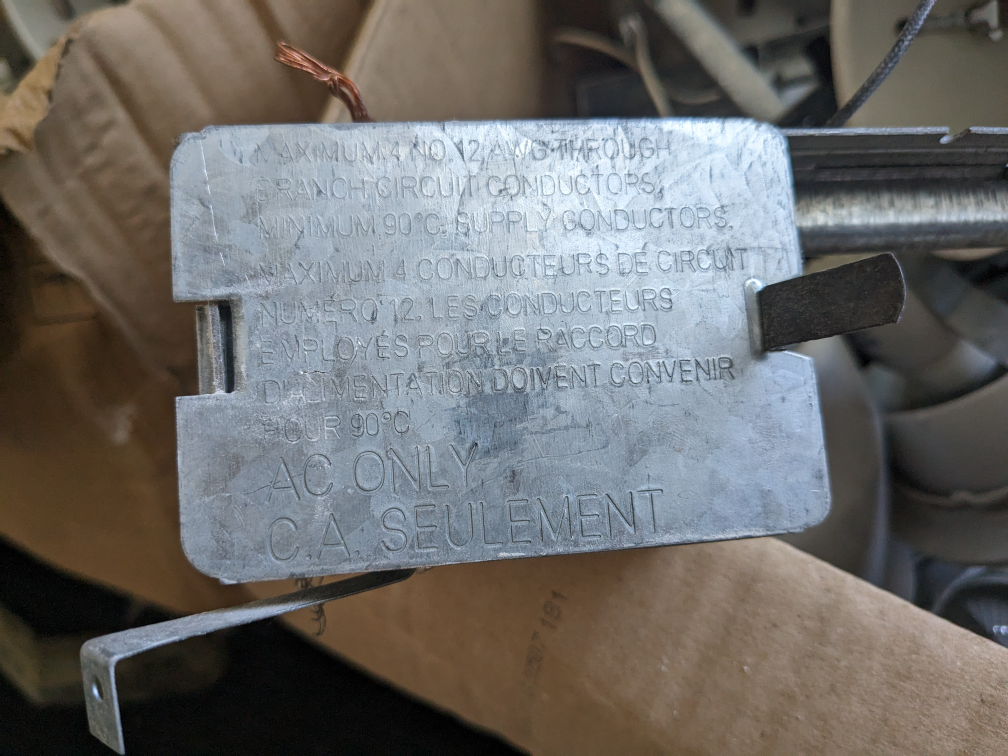 MAXIMUM 4 NO. 12 AWG THROUGH
BRANCH CIRCUIT CONDUCTORS.
MINIMUM 90°C. SUPPLY CONDUCTORS.
MAXIMUM 4 CONDUCTEURS DE CIRCUIT
NUMÉRO 12. LES CONDUCTEURS
EMPLOYÉS POUR LE RACCORD
D'ALIMENTATION DOIVENT CONVENIR
POUR 90°C
AC ONLY
C.A. SEULEMENT